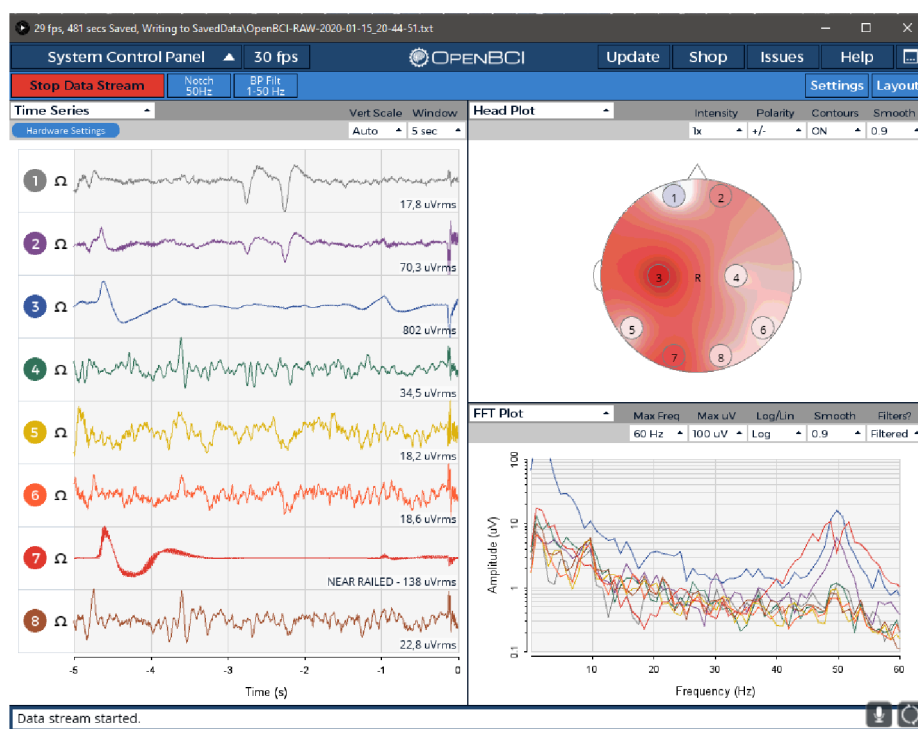 29 fps, 481 secs Saved, Writing to SavedData\OpenBCI-RAW-2020-01-15_20-44-51.txt
System Control Panel 30 fps OPENBCI Update Shop Issues Help
Stop Data Stream Notch 50Hz BP Filt 1-50 Hz Settings Layout
Time Series Vert Scale Window
Hardware Settings Auto 5 sec
1 Ω 17,8 uVrms
2 Ω 70,3 uVrms
3 Ω 802 uVrms
4 Ω 34,5 uVrms
5 Ω 18,2 uVrms
6 Ω 18,6 uVrms
7 Ω NEAR RAILED - 138 uVrms
8 Ω 22,8 uVrms
-5 -4 -3 -2 -1 0
Time (s)
Head Plot Intensity Polarity Contours Smooth
1x +/- ON 0.9
1 2
3 R 4
5 6
7 8
FFT Plot Max Freq Max uV Log/Lin Smooth Filters?
60 Hz 100 uV Log 0.9 Filtered
Amplitude (uV)
100
10
1
0.1
10 20 30 40 50 60
Frequency (Hz)
Data stream started.